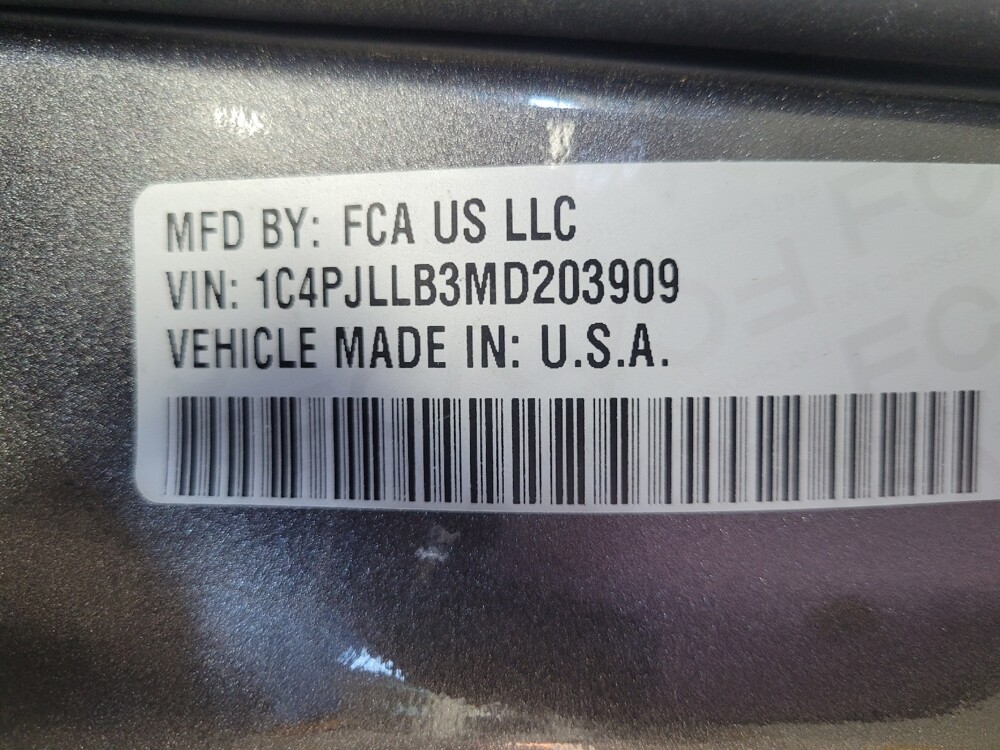 MFD BY: FCA US LLC
VIN: 1C4PJLLB3MD203909
VEHICLE MADE IN: U.S.A.